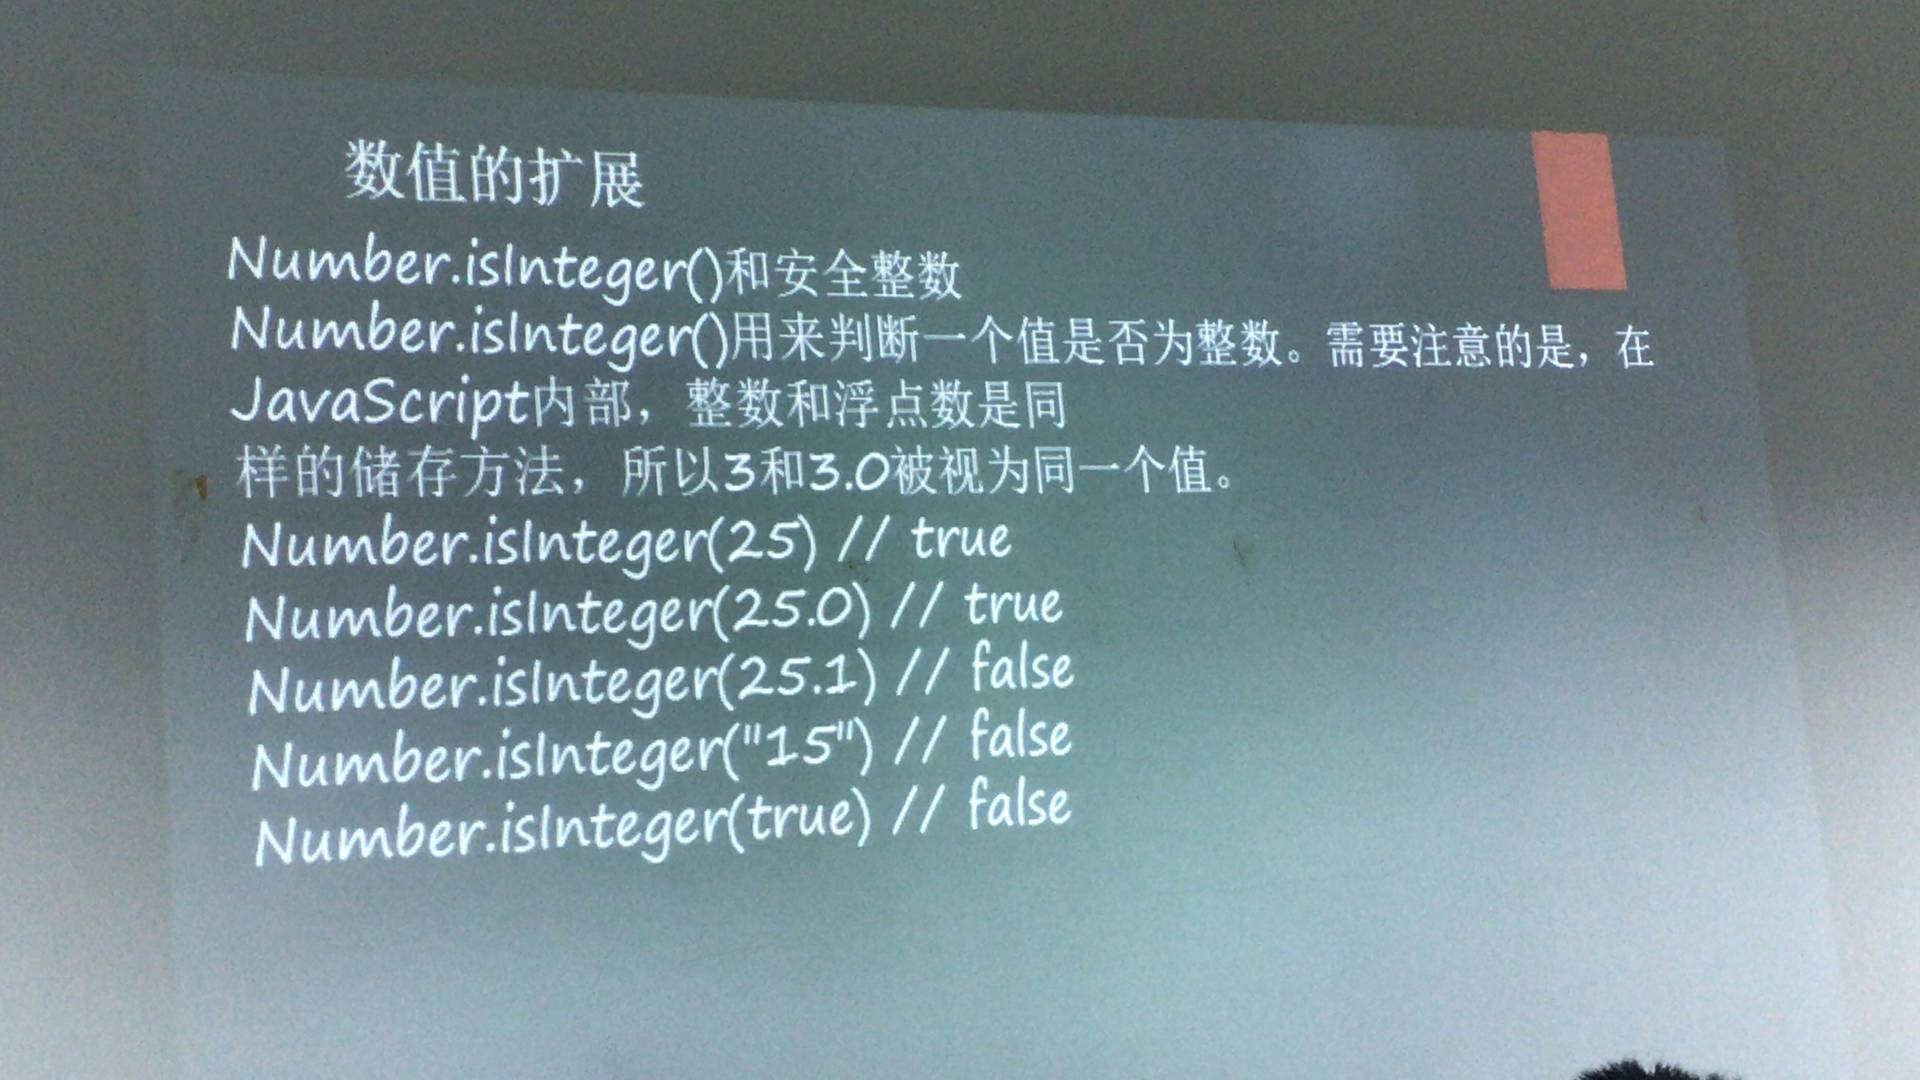 数值的扩展
Number.isInteger()和安全整数
Number.isInteger()用来判断一个值是否为整数。需要注意的是，在
JavaScript内部，整数和浮点数是同
样的储存方法，所以3和3.0被视为同一个值。
Number.isInteger(25) // true
Number.isInteger(25.0) // true
Number.isInteger(25.1) // false
Number.isInteger("15") // false
Number.isInteger(true) // false